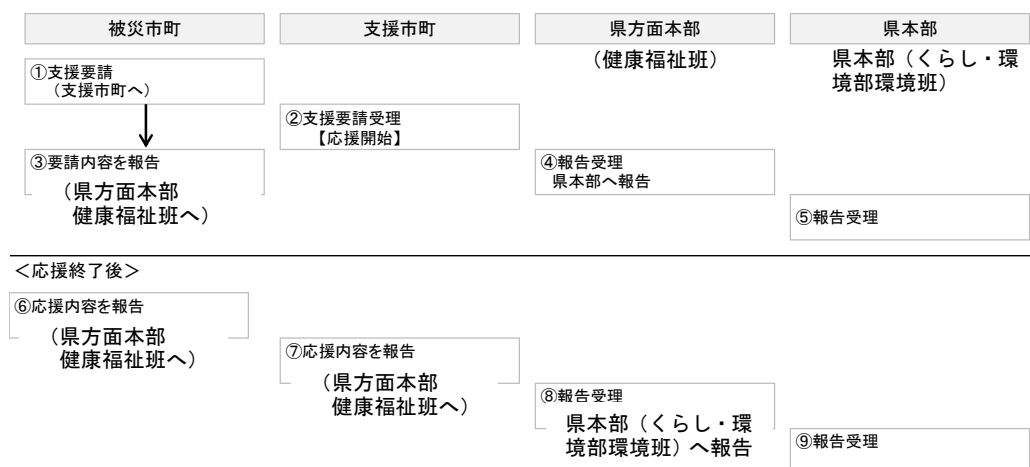 被災市町
支援市町
県方面本部
県本部
（健康福祉班）
県本部（くらし・環
境部環境班）
①支援要請
（支援市町へ）
②支援要請受理
【応援開始】
③要請内容を報告
（県方面本部
健康福祉班へ）
④報告受理
県本部へ報告
⑤報告受理
＜応援終了後＞
⑥応援内容を報告
（県方面本部
健康福祉班へ）
⑦応援内容を報告
（県方面本部
健康福祉班へ）
⑧報告受理
県本部（くらし・環
境部環境班）へ報告
⑨報告受理